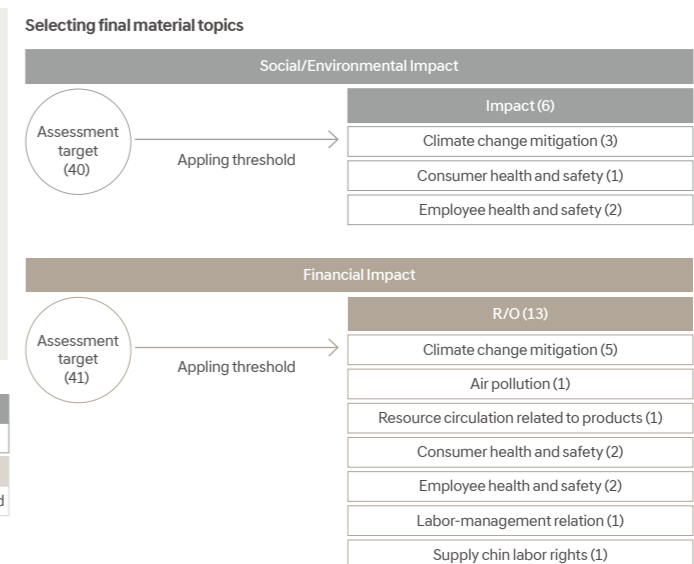 Selecting final material topics
Social/Environmental Impact
Assessment
target
(40)
Appling threshold
Impact (6)
Climate change mitigation (3)
Consumer health and safety (1)
Employee health and safety (2)
Financial Impact
Assessment
target
(41)
Appling threshold
R/O (13)
Climate change mitigation (5)
Air pollution (1)
Resource circulation related to products (1)
Consumer health and safety (2)
Employee health and safety (2)
Labor-management relation (1)
Supply chin labor rights (1)